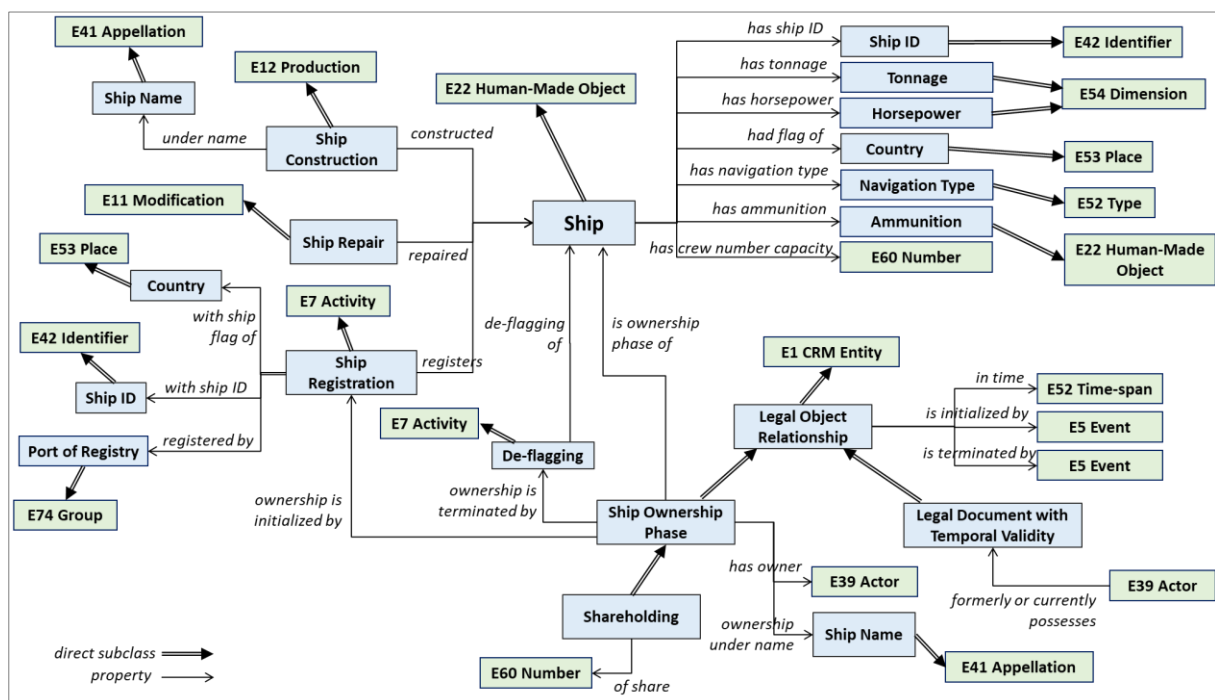 E41 Appellation
E12 Production
Ship Name
under name
Ship
Construction
constructed
E22 Human-Made Object
E11 Modification
Ship Repair
repaired
E53 Place
Country
with ship
flag of
E7 Activity
E42 Identifier
Ship
Registration
registers
Ship ID
with ship ID
Port of Registry
registered by
E74 Group
Ship
has ship ID
Ship ID
E42 Identifier
has tonnage
Tonnage
E54 Dimension
has horsepower
Horsepower
had flag of
Country
E53 Place
has navigation type
Navigation Type
E52 Type
has ammunition
Ammunition
E22 Human-Made
Object
has crew number capacity
E60 Number
de-flagging
of
is ownership
phase of
E1 CRM Entity
Legal Object
Relationship
in time
E52 Time-span
is initialized by
E5 Event
is terminated by
E5 Event
E7 Activity
De-flagging
ownership is
initialized by
ownership is
terminated by
Ship Ownership
Phase
Legal Document with
Temporal Validity
has owner
E39 Actor
formerly or currently
possesses
E39 Actor
Shareholding
ownership
under name
Ship Name
E41 Appellation
E60 Number
of share
direct subclass
property